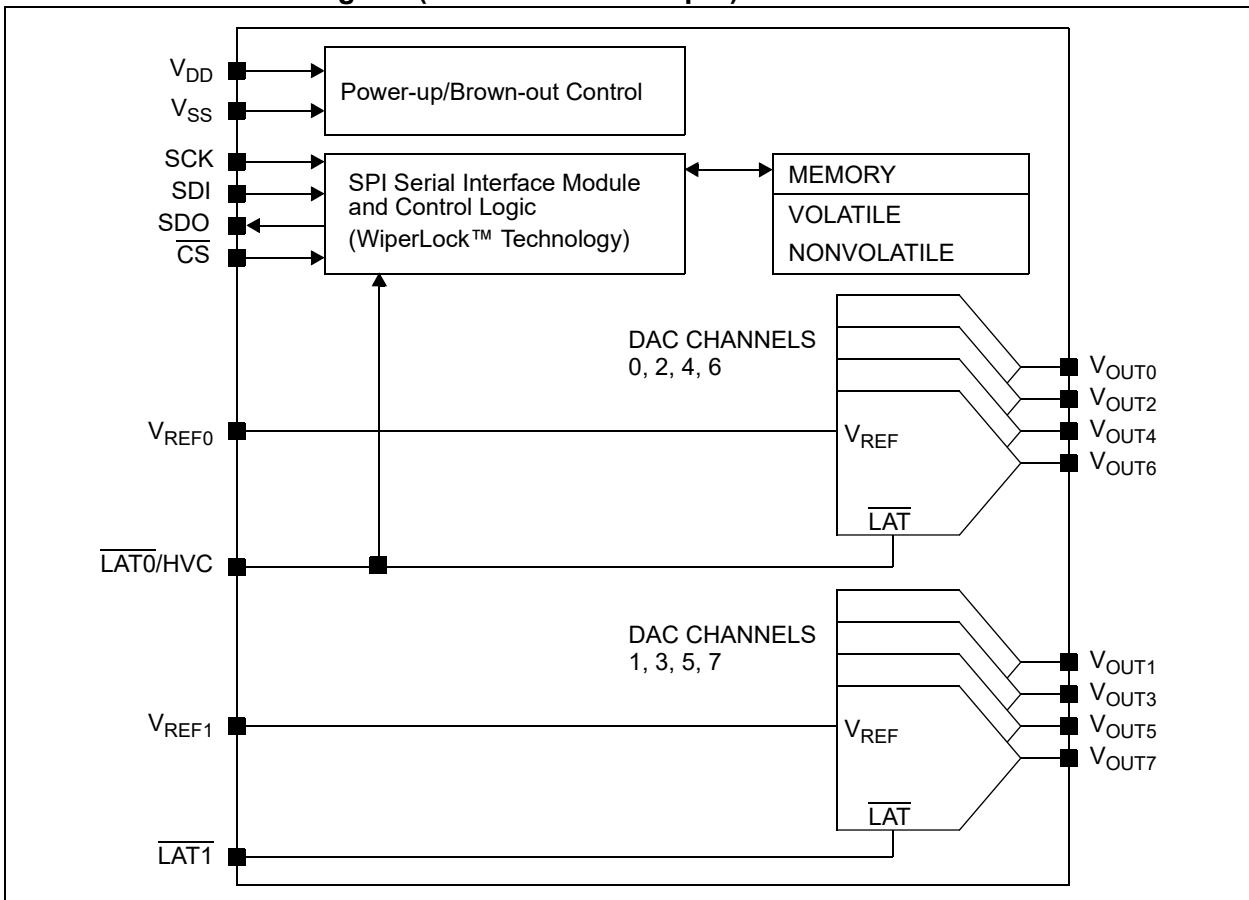 VDD
Power-up/Brown-out Control
VSS
SCK
SDI
SDO
CS
SPI Serial Interface Module
and Control Logic
(WiperLock™ Technology)
MEMORY
VOLATILE
NONVOLATILE
DAC CHANNELS
0, 2, 4, 6
VOUT0
VOUT2
VOUT4
VOUT6
VREF0
VREF
LAT
LAT0/HVC
DAC CHANNELS
1, 3, 5, 7
VOUT1
VOUT3
VOUT5
VOUT7
VREF1
VREF
LAT
LAT1